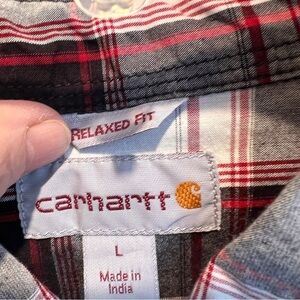 RELAXED FIT
carhartt
L
Made in
India